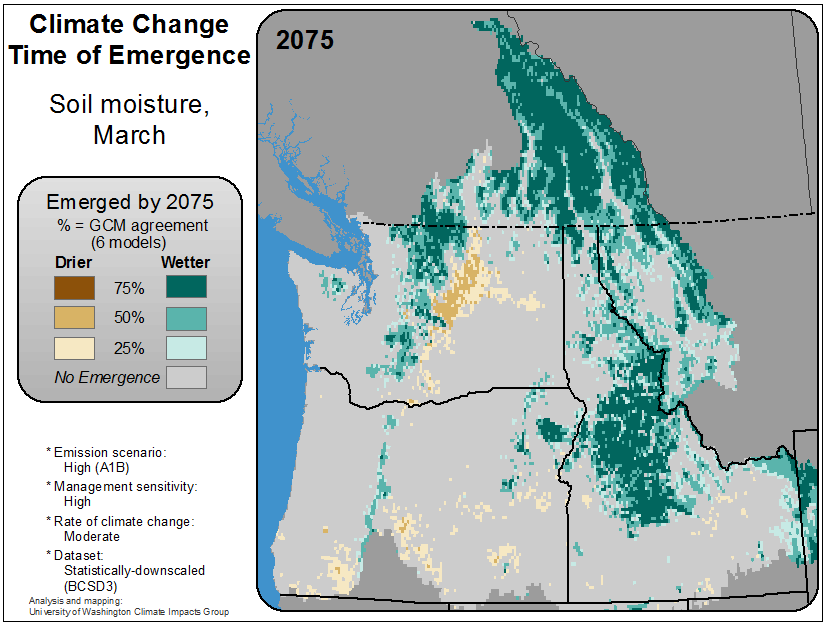 Climate Change
Time of Emergence
2075
Soil moisture,
March
Emerged by 2075
% = GCM agreement
(6 models)
Drier Wetter
75%
50%
25%
No Emergence
* Emission scenario:
High (A1B)
* Management sensitivity:
High
* Rate of climate change:
Moderate
* Dataset:
Statistically-downscaled
(BCSD3)
Analysis and mapping:
University of Washington Climate Impacts Group